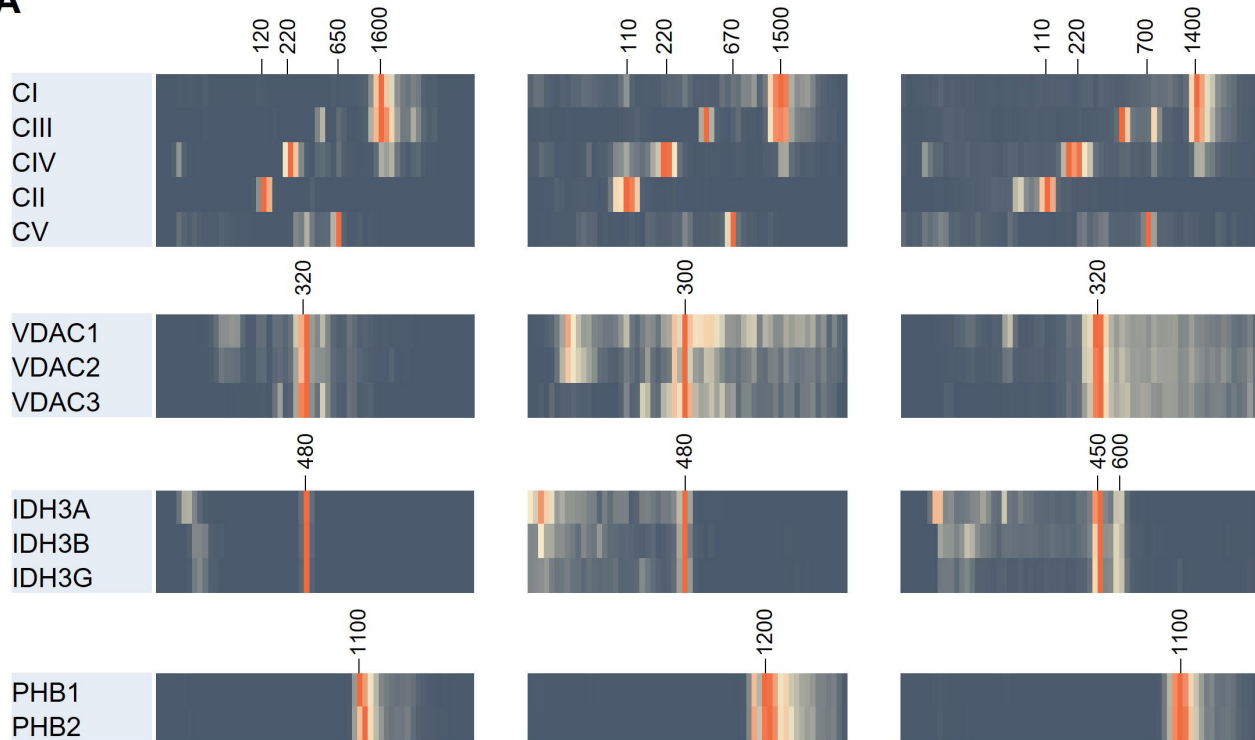 A
120 220 650 1600 110 220 670 1500 110 220 700 1400
CI
CIII
CIV
CII
CV
320 300 320
VDAC1
VDAC2
VDAC3
480 480 450 600
IDH3A
IDH3B
IDH3G
1100 1200 1100
PHB1
PHB2